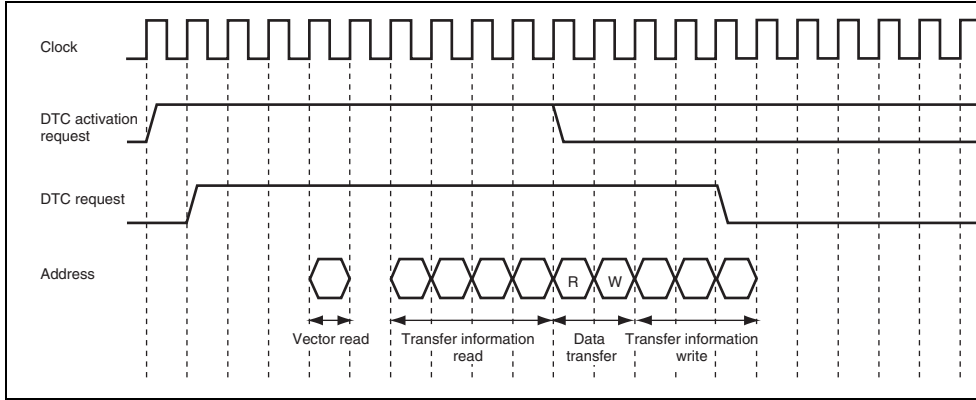 Clock
DTC activation
request
DTC request
Address
R
W
Vector read
Transfer information
read
Data
transfer
Transfer information
write